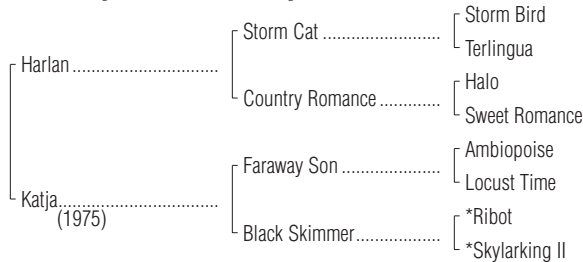 Storm Bird
Storm Cat ........................
Terlingua
Harlan ..............................
Halo
Country Romance ............
Sweet Romance
Ambiopoise
Faraway Son ....................
Locust Time
Katja.................................
(1975)
*Ribot
Black Skimmer.................
*Skylarking II